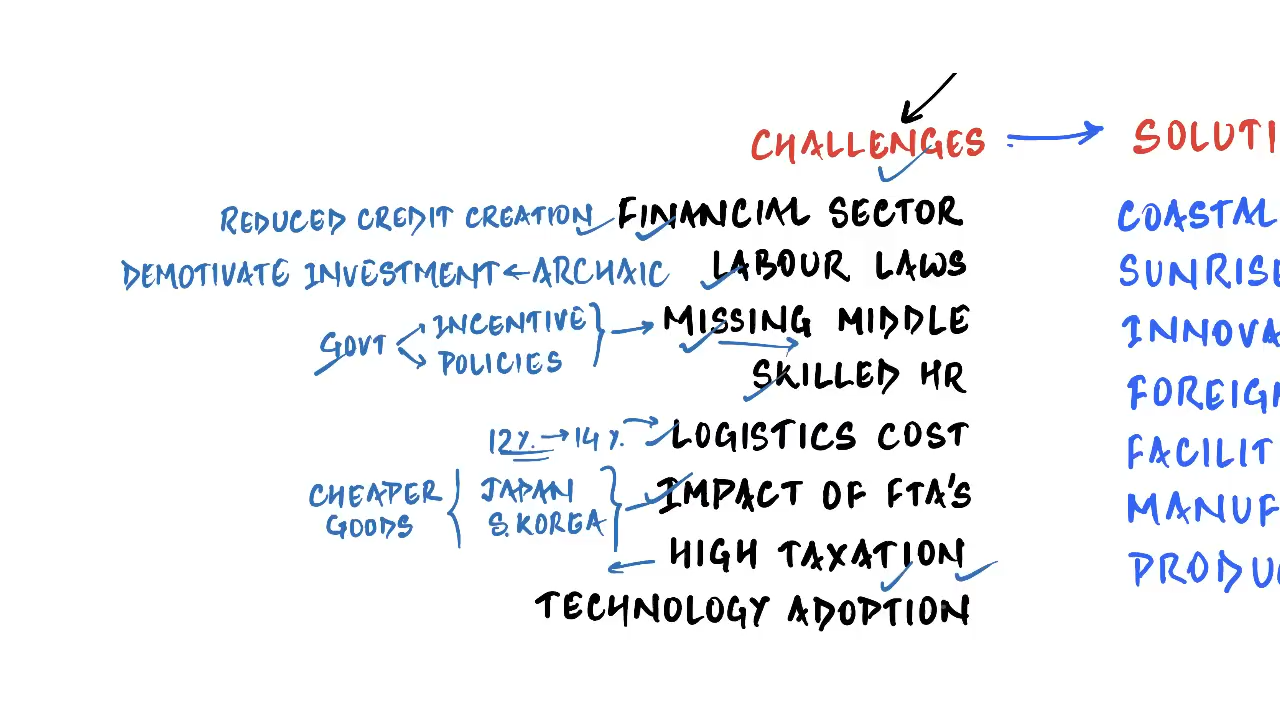 CHALLENGES → SOLUTI
REDUCED CREDIT CREATION FINANCIAL SECTOR COASTAL
DEMOTIVATE INVESTMENT ← ARCHAIC LABOUR LAWS SUNRISE
GOVT INCENTIVE POLICIES → MISSING MIDDLE INNOVA
SKILLED HR FOREIGN
12% → 14% LOGISTICS COST FACILIT
CHEAPER GOODS JAPAN S. KOREA IMPACT OF FTA'S MANUF
HIGH TAXATION PRODU
TECHNOLOGY ADOPTION